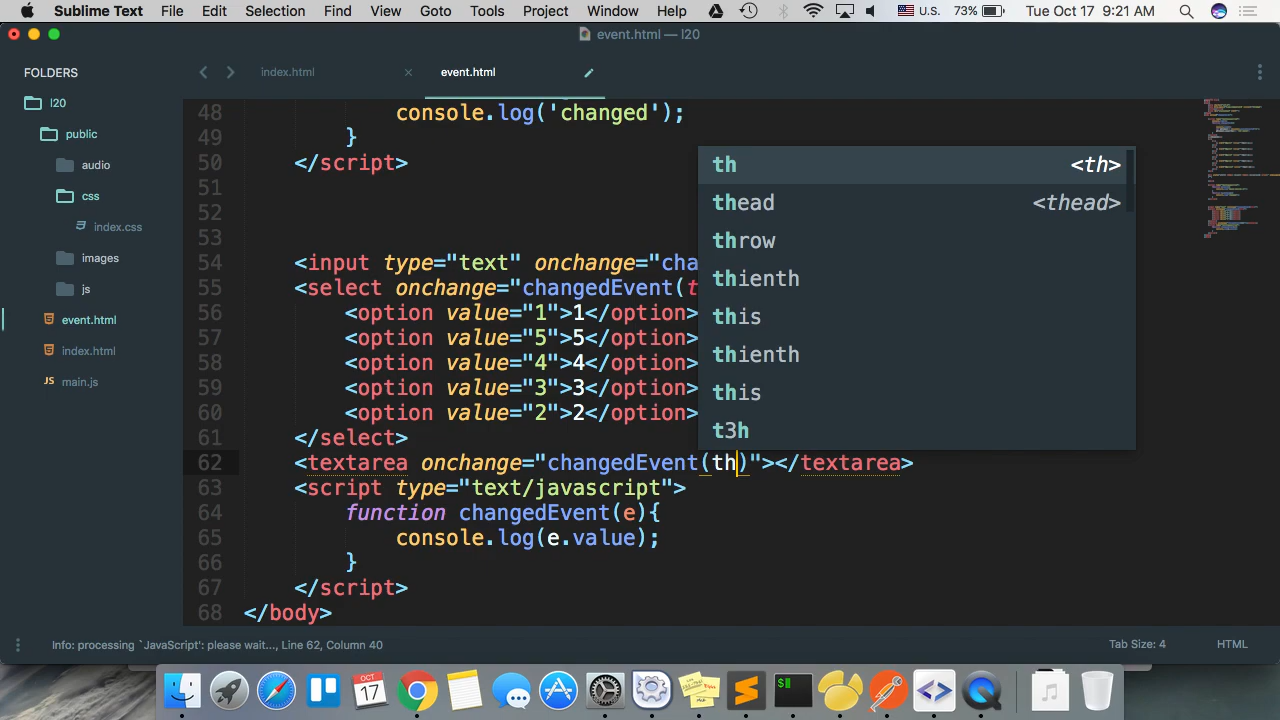 Sublime Text File Edit Selection Find View Goto Tools Project Window Help U.S. 73% Tue Oct 17 9:21 AM
event.html — l20
FOLDERS
l20
public
audio
css
index.css
images
js
event.html
index.html
JS main.js
index.html × event.html
48 console.log('changed');
49 }
50 </script>
51
52
53
54 <input type="text" onchange="cha
55 <select onchange="changedEvent(t
56 <option value="1">1</option>
57 <option value="5">5</option>
58 <option value="4">4</option>
59 <option value="3">3</option>
60 <option value="2">2</option>
61 </select>
62 <textarea onchange="changedEvent(th)"></textarea>
63 <script type="text/javascript">
64 function changedEvent(e){
65 console.log(e.value);
66 }
67 </script>
68 </body>
th <th>
thead <thead>
throw
thienth
this
thienth
this
t3h
Info: processing `JavaScript': please wait..., Line 62, Column 40 Tab Size: 4 HTML
OCT
17